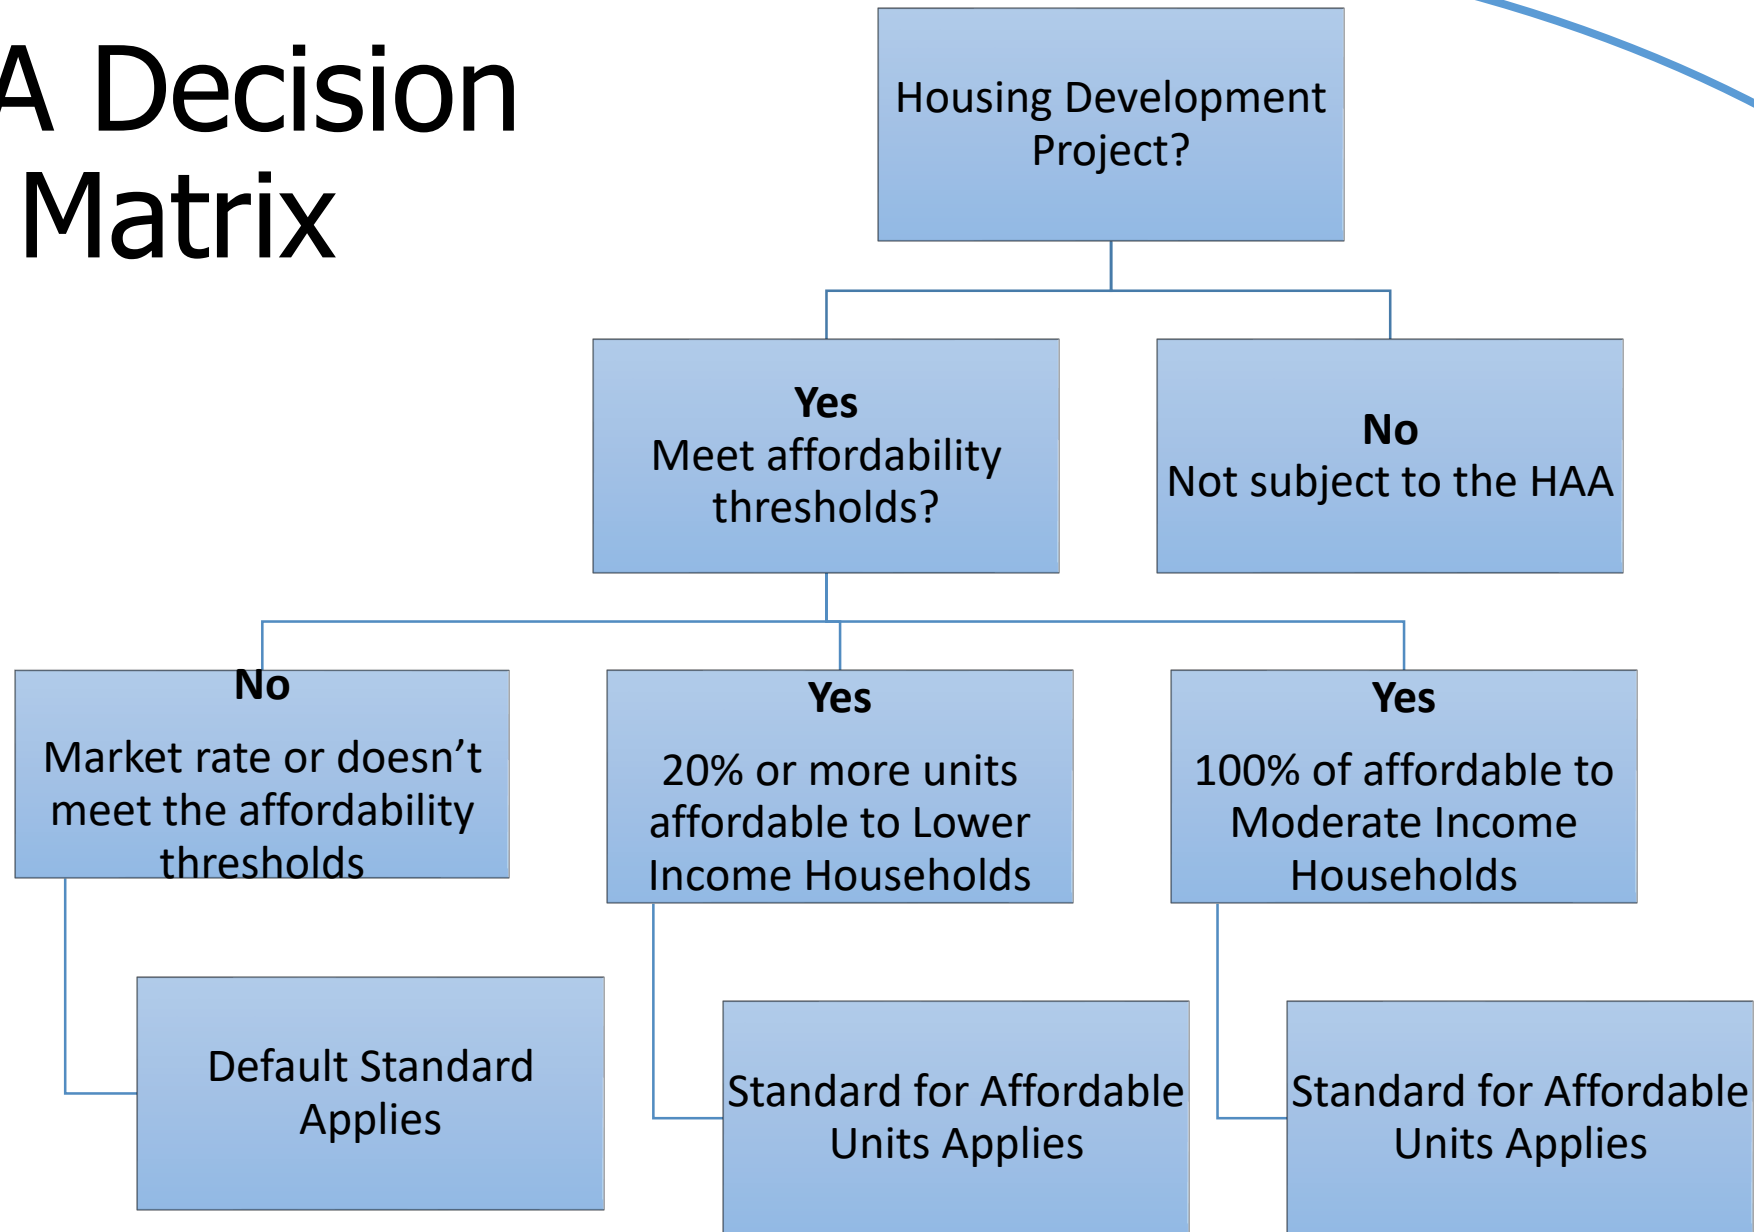 A Decision
Matrix
Housing Development
Project?
Yes
Meet affordability
thresholds?
No
Not subject to the HAA
No
Market rate or doesn’t
meet the affordability
thresholds
Yes
20% or more units
affordable to Lower
Income Households
Yes
100% of affordable to
Moderate Income
Households
Default Standard
Applies
Standard for Affordable
Units Applies
Standard for Affordable
Units Applies